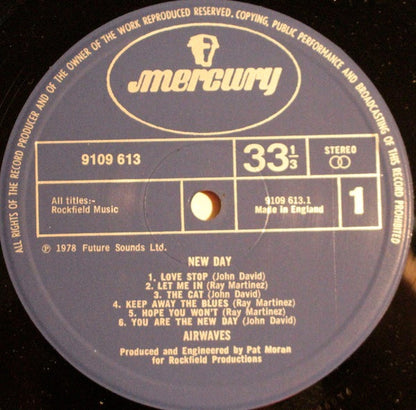 ALL RIGHTS OF THE RECORD PRODUCER AND OF THE OWNER OF THE WORK REPRODUCED RESERVED. COPYING, PUBLIC PERFORMANCE AND BROADCASTING OF THIS RECORD PROHIBITED
mercury
9109 613
33 1/3
STEREO
All titles:-
Rockfield Music
9109 613.1
Made in England
1
℗ 1978 Future Sounds Ltd.
NEW DAY
1. LOVE STOP (John David)
2. LET ME IN (Ray Martinez)
3. THE CAT (John David)
4. KEEP AWAY THE BLUES (Ray Martinez)
5. HOPE YOU WON'T (Ray Martinez)
6. YOU ARE THE NEW DAY (John David)
AIRWAVES
Produced and Engineered by Pat Moran
for Rockfield Productions